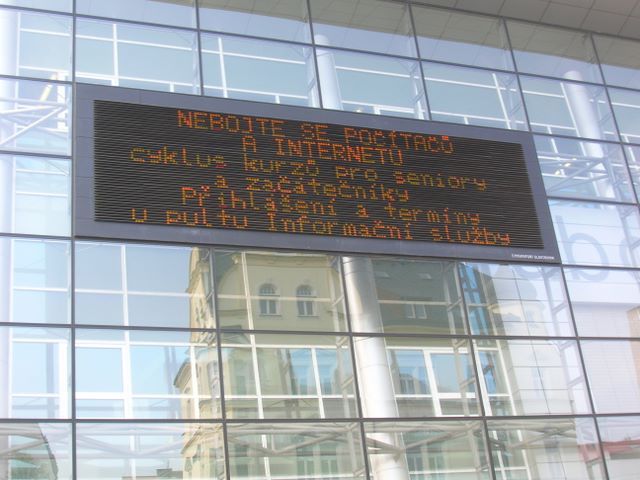 NEBOJTE SE POČÍTAČŮ
A INTERNETU
cyklus kurzů pro seniory
a začátečníky
Přihlášení a termíny
u pultu Informační služby